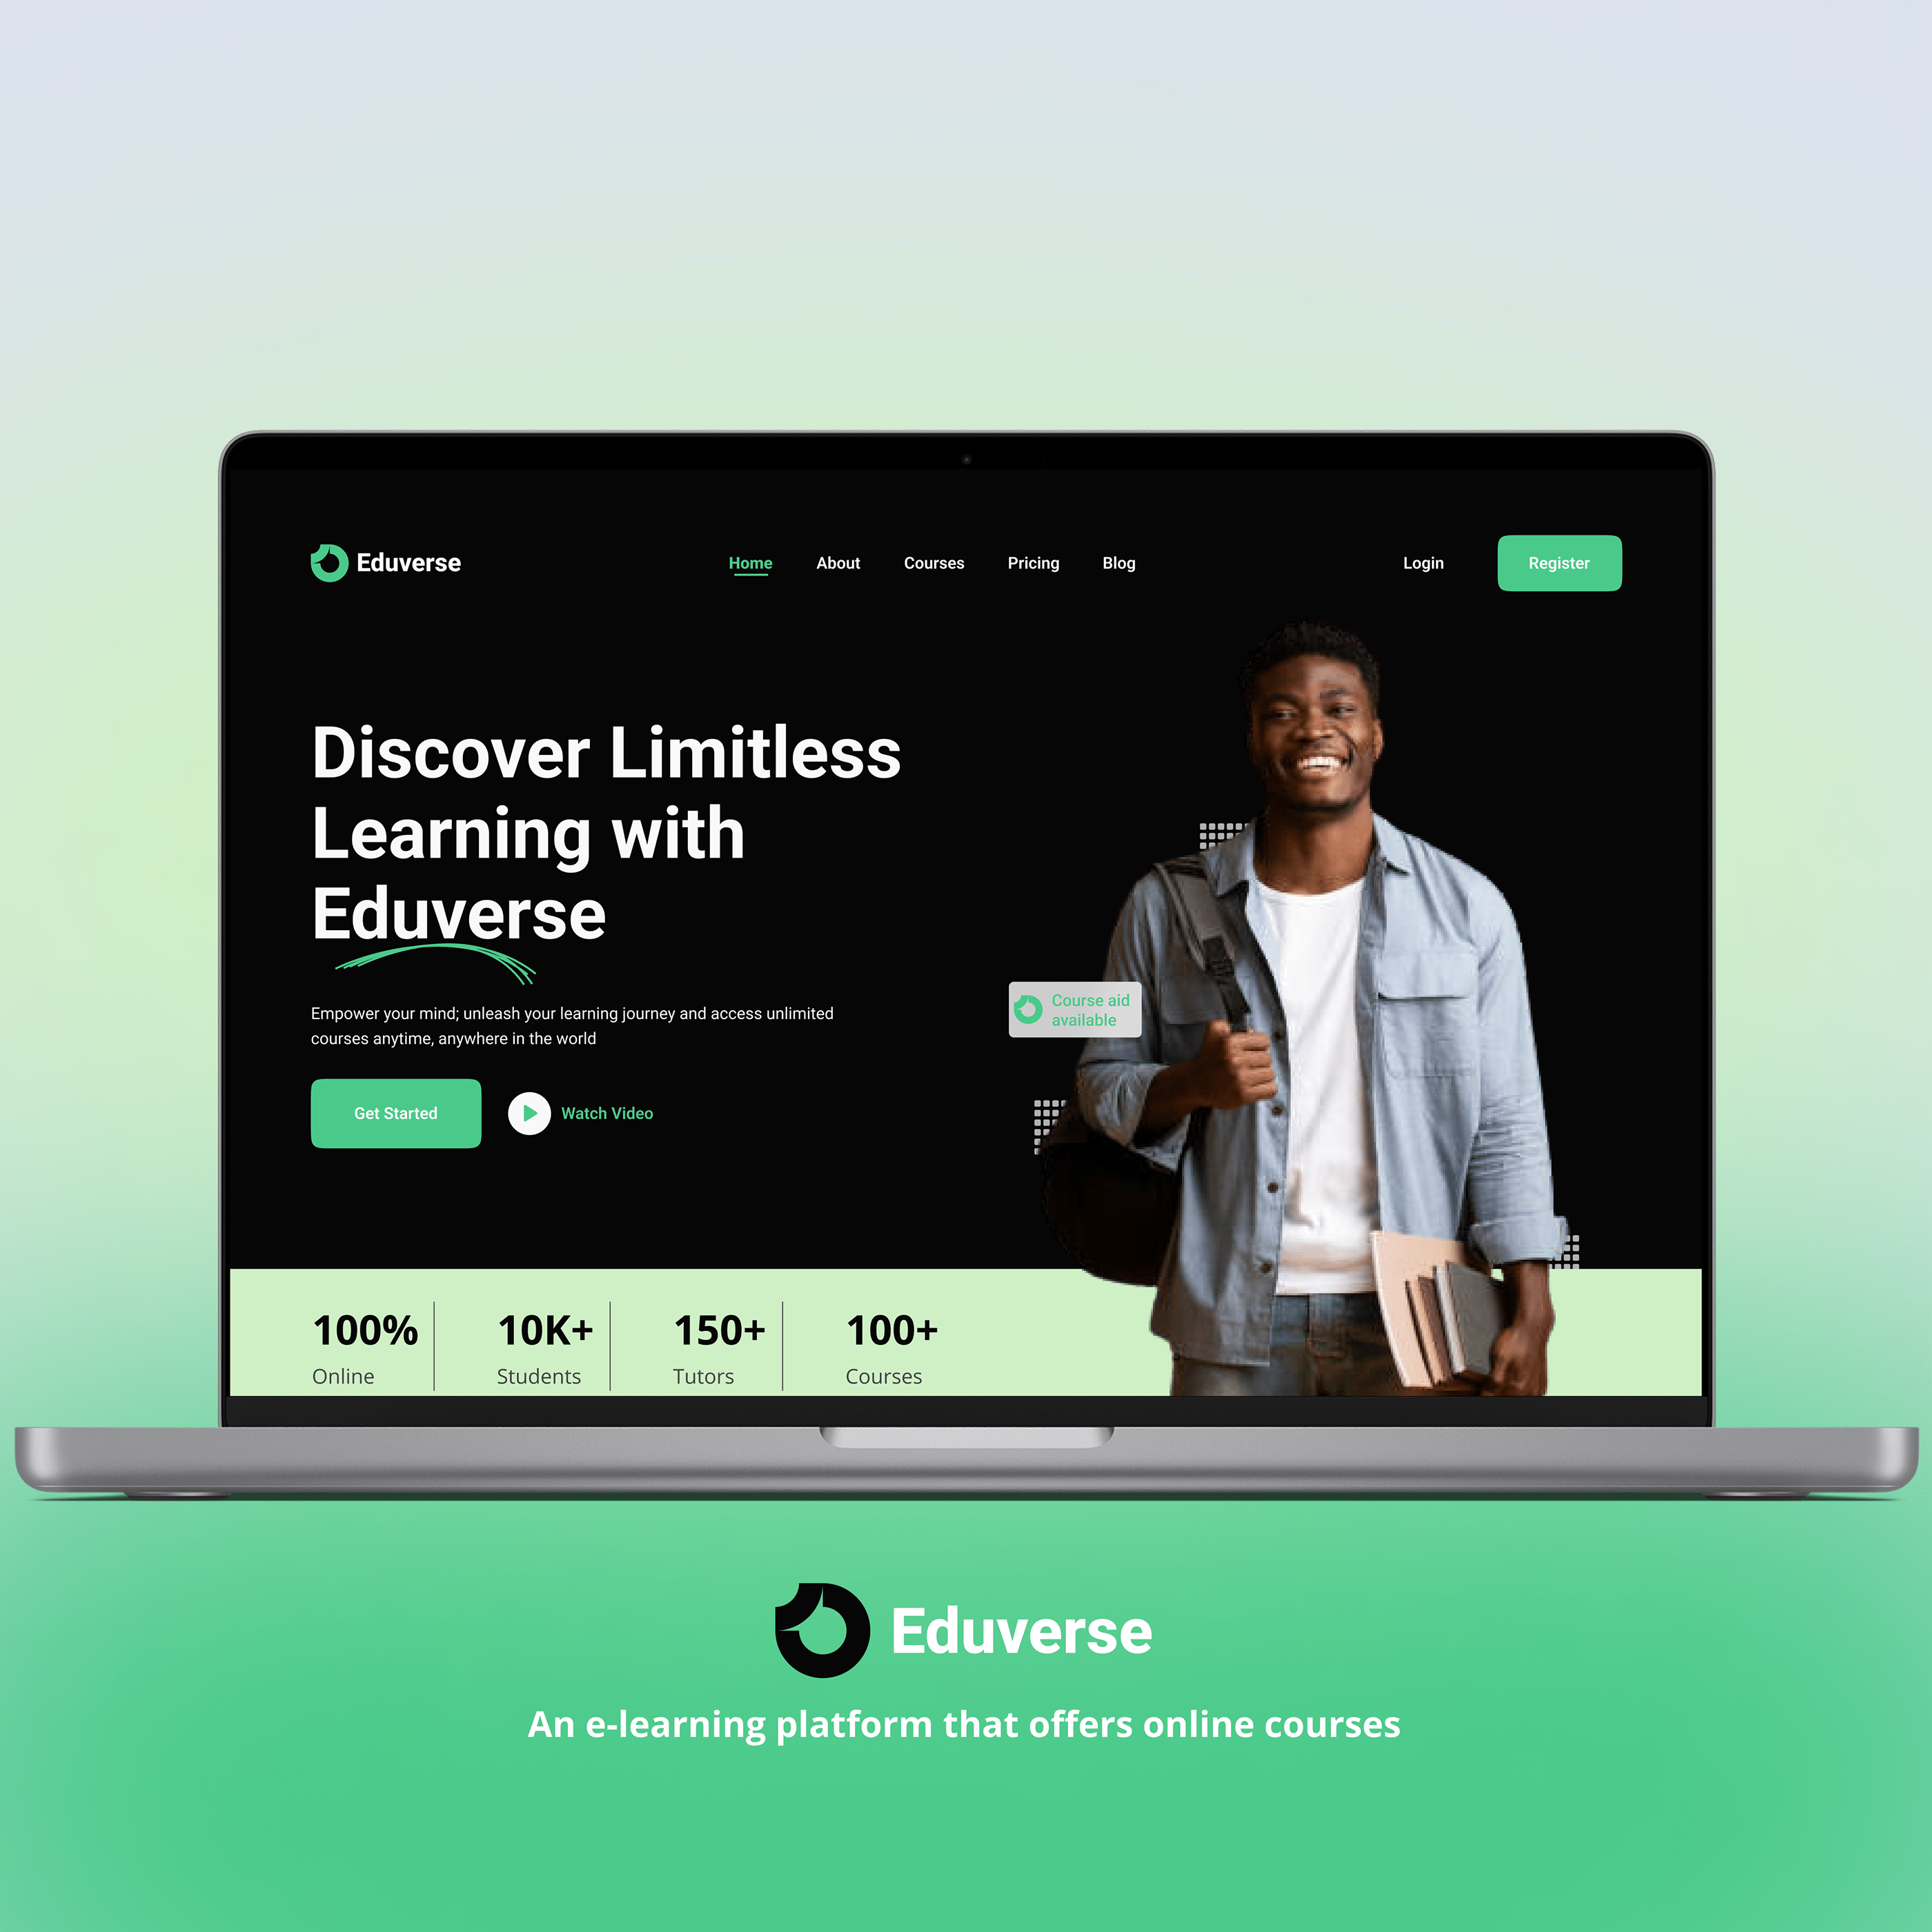 Eduverse
Home
About
Courses
Pricing
Blog
Login
Register
Discover Limitless
Learning with
Eduverse
Empower your mind; unleash your learning journey and access unlimited
courses anytime, anywhere in the world
Get Started
Watch Video
Course aid
available
100%
Online
10K+
Students
150+
Tutors
100+
Courses
Eduverse
An e-learning platform that offers online courses